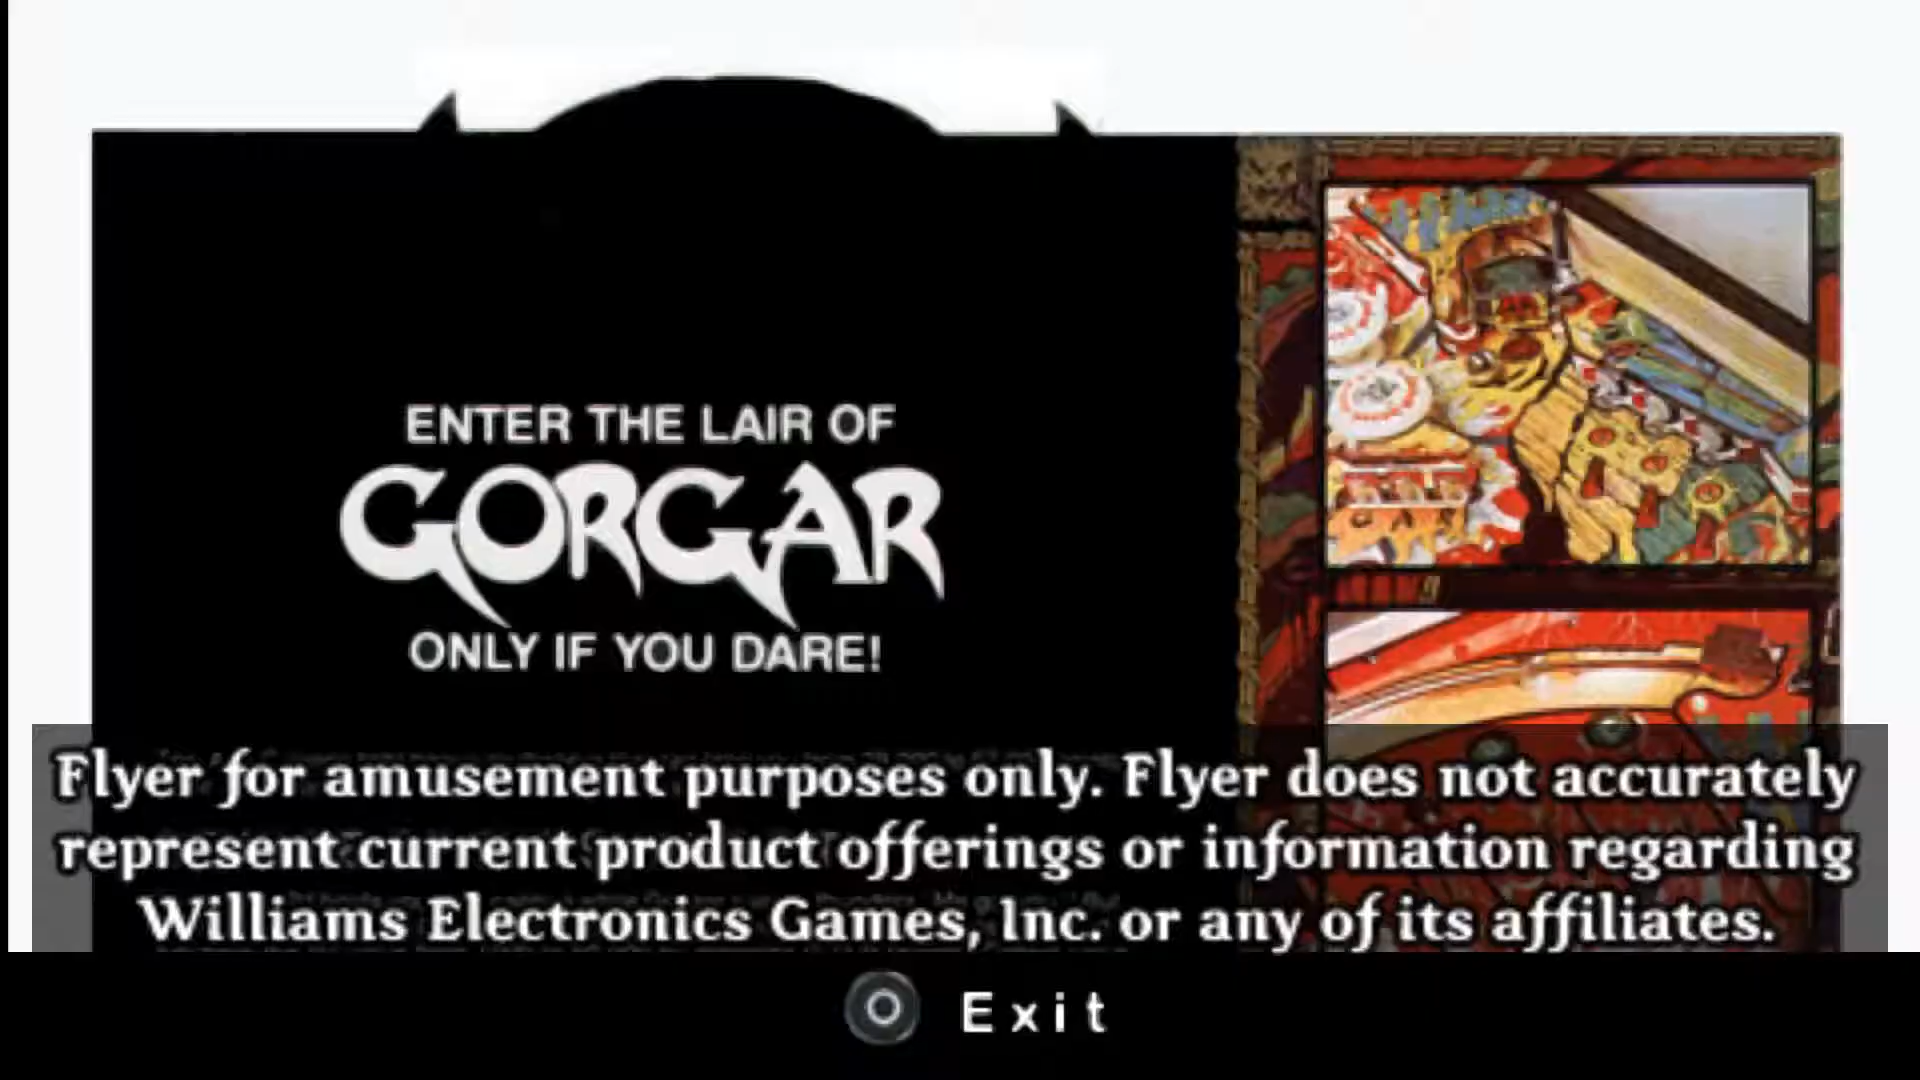 ENTER THE LAIR OF
GORGAR
ONLY IF YOU DARE!
Flyer for amusement purposes only. Flyer does not accurately
represent current product offerings or information regarding
Williams Electronics Games, Inc. or any of its affiliates.
Exit